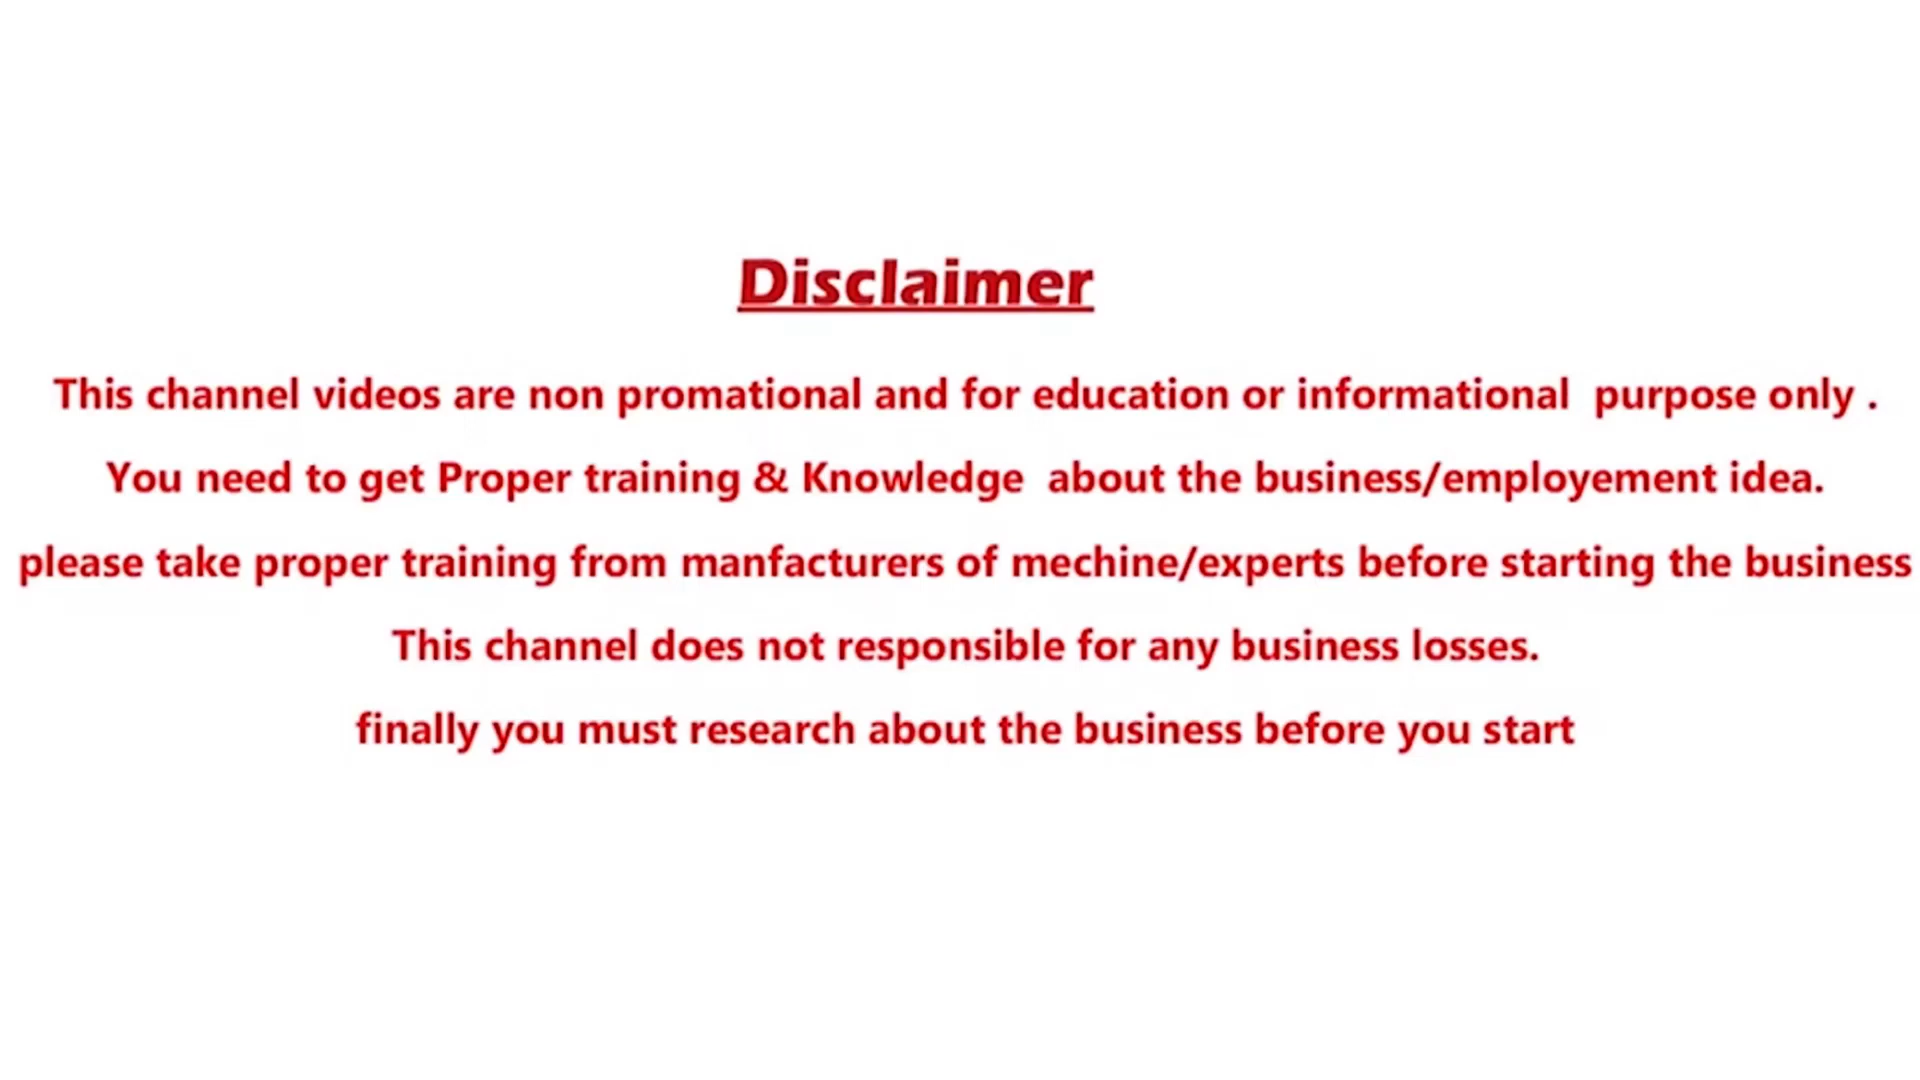 Disclaimer
This channel videos are non promational and for education or informational purpose only .
You need to get Proper training & Knowledge about the business/employement idea.
please take proper training from manfacturers of mechine/experts before starting the business
This channel does not responsible for any business losses.
finally you must research about the business before you start